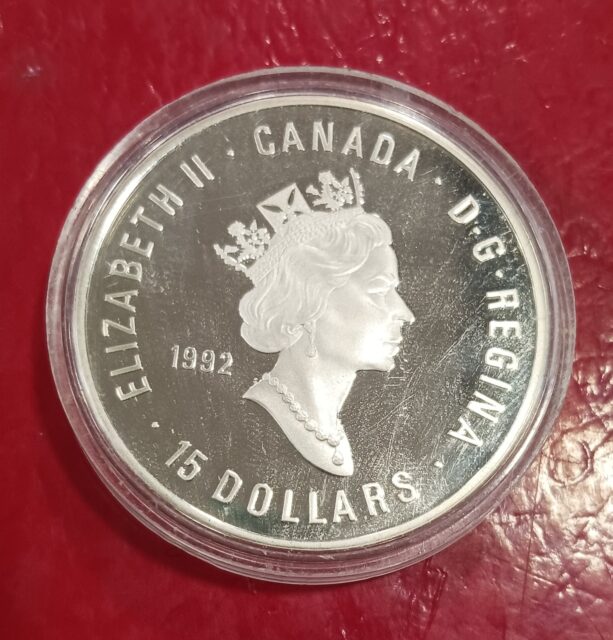 ELIZABETH II · CANADA · D·G· REGINA ·
1992
15 DOLLARS ·